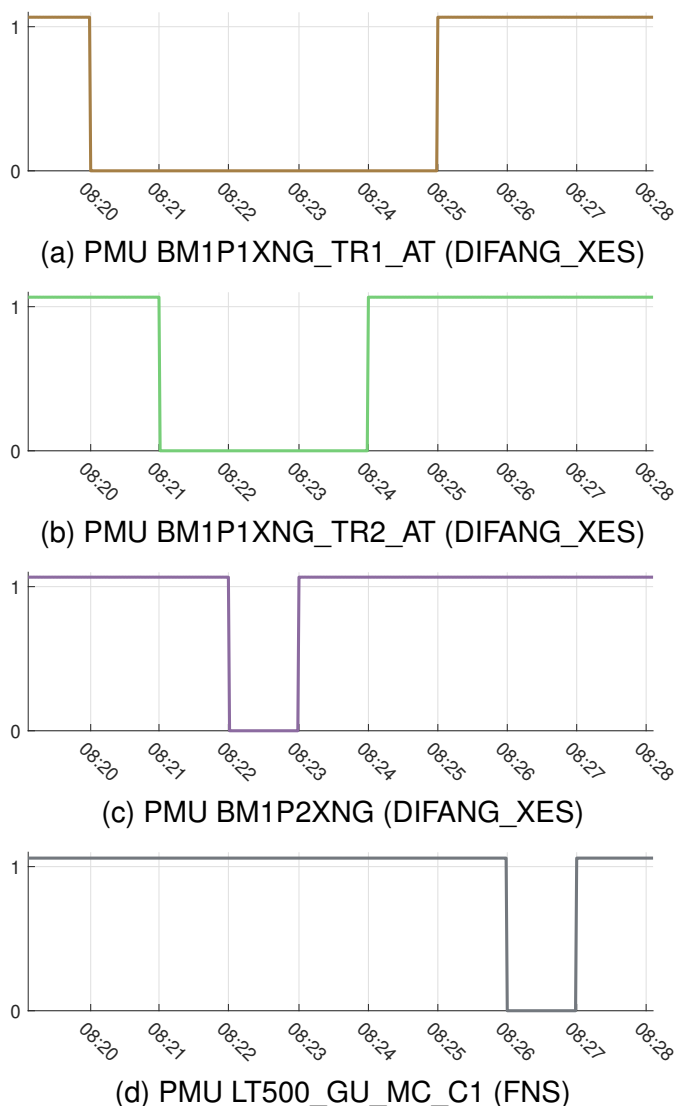 1
0
08:20 08:21 08:22 08:23 08:24 08:25 08:26 08:27 08:28
(a) PMU BM1P1XNG_TR1_AT (DIFANG_XES)
1
0
08:20 08:21 08:22 08:23 08:24 08:25 08:26 08:27 08:28
(b) PMU BM1P1XNG_TR2_AT (DIFANG_XES)
1
0
08:20 08:21 08:22 08:23 08:24 08:25 08:26 08:27 08:28
(c) PMU BM1P2XNG (DIFANG_XES)
1
0
08:20 08:21 08:22 08:23 08:24 08:25 08:26 08:27 08:28
(d) PMU LT500_GU_MC_C1 (FNS)